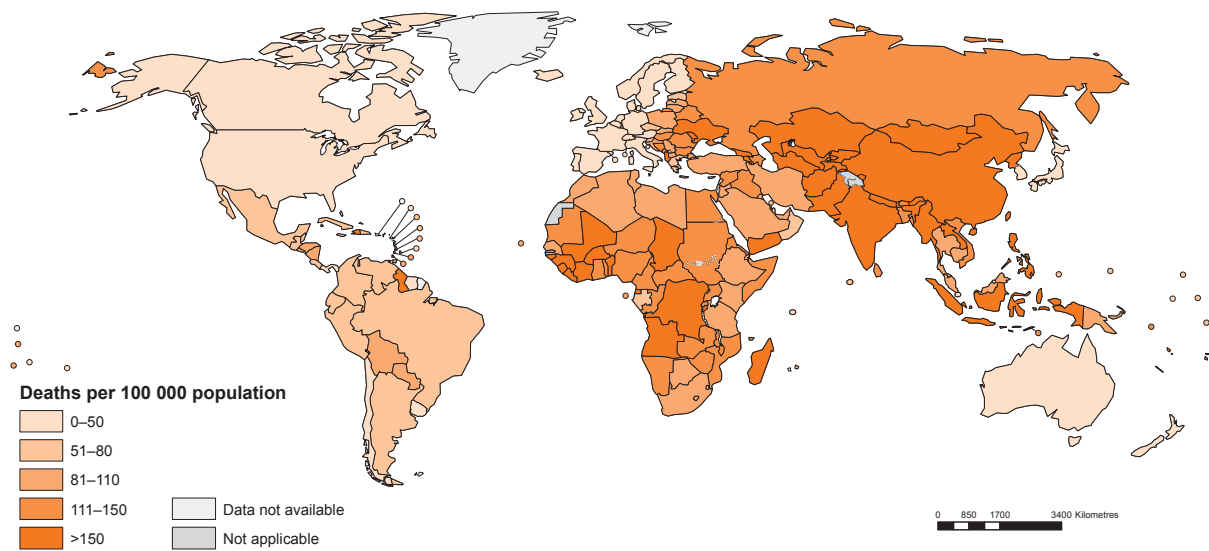 Deaths per 100 000 population
0–50
51–80
81–110
111–150
>150
Data not available
Not applicable
0 850 1700 3400 Kilometres